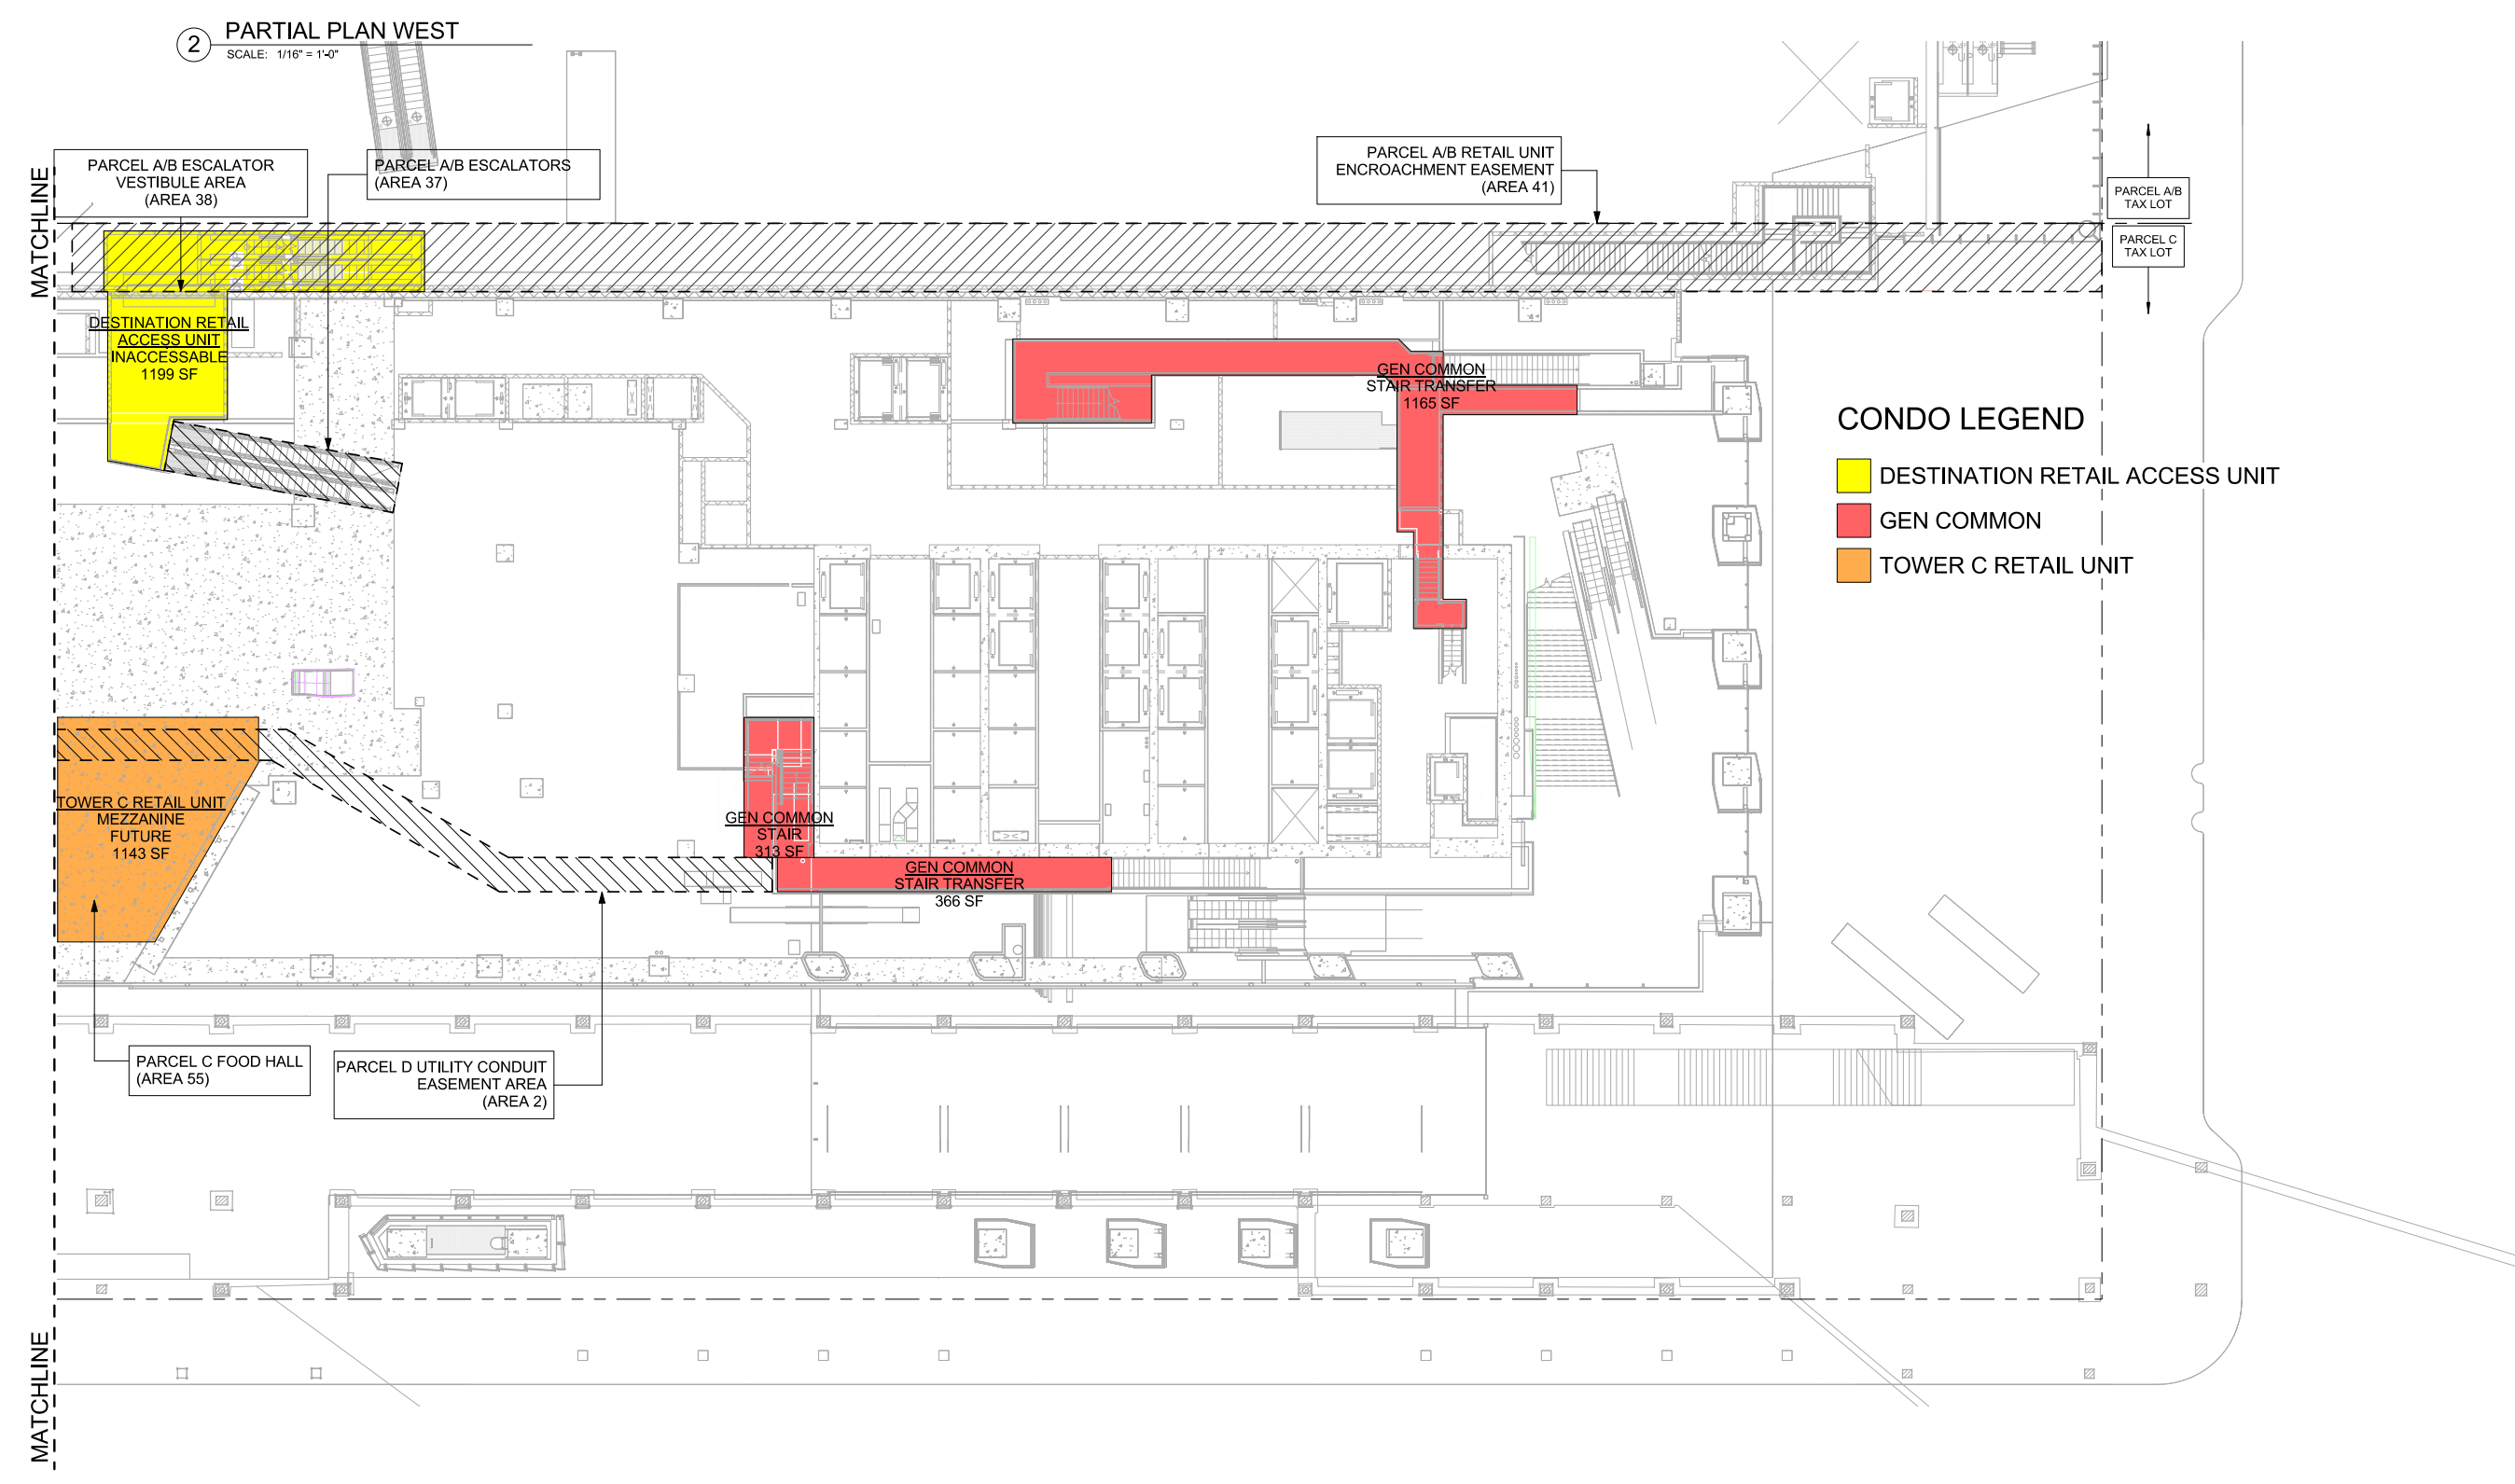 2
PARTIAL PLAN WEST
SCALE: 1/16" = 1'-0"
MATCHLINE
PARCEL A/B ESCALATOR
VESTIBULE AREA
(AREA 38)
PARCEL A/B ESCALATORS
(AREA 37)
PARCEL A/B RETAIL UNIT
ENCROACHMENT EASEMENT
(AREA 41)
PARCEL A/B
TAX LOT
PARCEL C
TAX LOT
DESTINATION RETAIL
ACCESS UNIT
INACCESSABLE
1199 SF
GEN COMMON
STAIR TRANSFER
1165 SF
CONDO LEGEND
DESTINATION RETAIL ACCESS UNIT
GEN COMMON
TOWER C RETAIL UNIT
TOWER C RETAIL UNIT
MEZZANINE
FUTURE
1143 SF
GEN COMMON
STAIR
313 SF
GEN COMMON
STAIR TRANSFER
366 SF
PARCEL C FOOD HALL
(AREA 55)
PARCEL D UTILITY CONDUIT
EASEMENT AREA
(AREA 2)
MATCHLINE